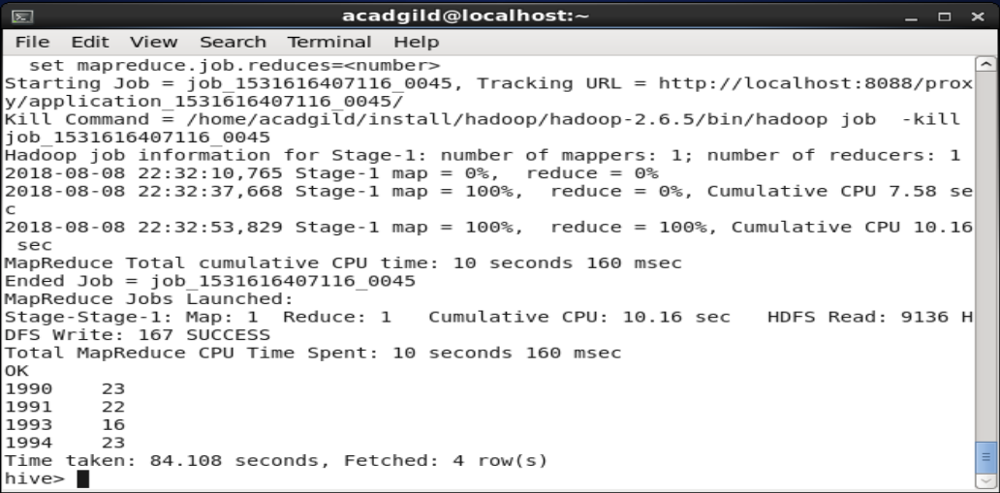 acadgild@localhost:~
File Edit View Search Terminal Help
  set mapreduce.job.reduces=<number>
Starting Job = job_1531616407116_0045, Tracking URL = http://localhost:8088/prox
y/application_1531616407116_0045/
Kill Command = /home/acadgild/install/hadoop/hadoop-2.6.5/bin/hadoop job  -kill
job_1531616407116_0045
Hadoop job information for Stage-1: number of mappers: 1; number of reducers: 1
2018-08-08 22:32:10,765 Stage-1 map = 0%,  reduce = 0%
2018-08-08 22:32:37,668 Stage-1 map = 100%,  reduce = 0%, Cumulative CPU 7.58 se
c
2018-08-08 22:32:53,829 Stage-1 map = 100%,  reduce = 100%, Cumulative CPU 10.16
 sec
MapReduce Total cumulative CPU time: 10 seconds 160 msec
Ended Job = job_1531616407116_0045
MapReduce Jobs Launched:
Stage-Stage-1: Map: 1  Reduce: 1   Cumulative CPU: 10.16 sec   HDFS Read: 9136 H
DFS Write: 167 SUCCESS
Total MapReduce CPU Time Spent: 10 seconds 160 msec
OK
1990    23
1991    22
1993    16
1994    23
Time taken: 84.108 seconds, Fetched: 4 row(s)
hive>